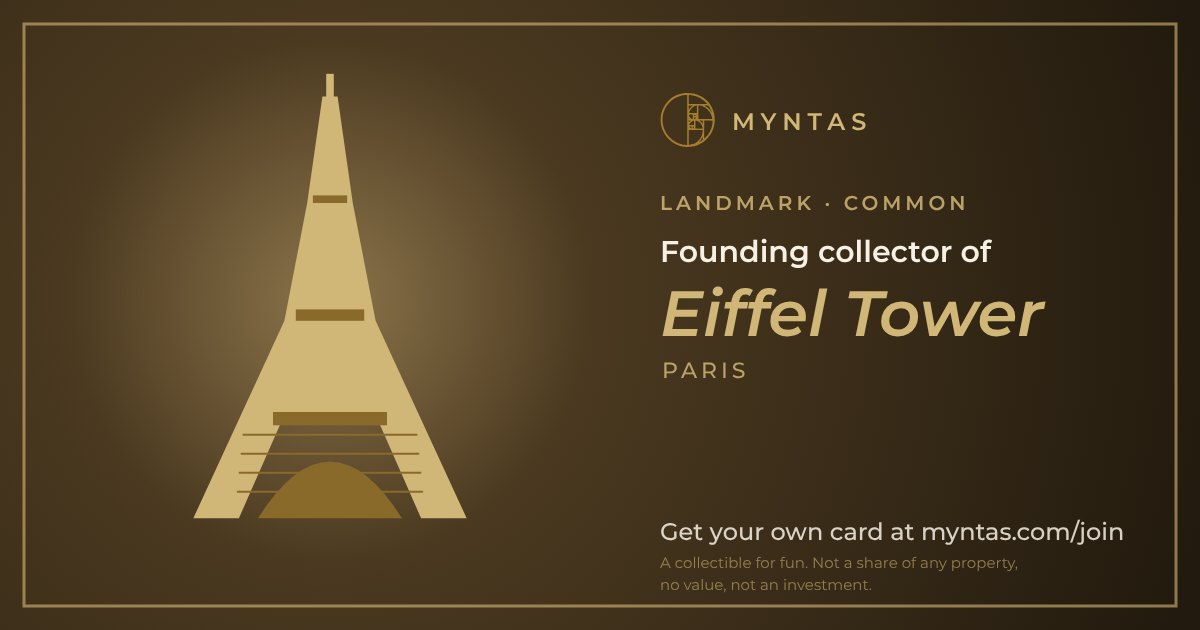 MYNTAS
LANDMARK · COMMON
Founding collector of
Eiffel Tower
PARIS
Get your own card at myntas.com/join
A collectible for fun. Not a share of any property,
no value, not an investment.